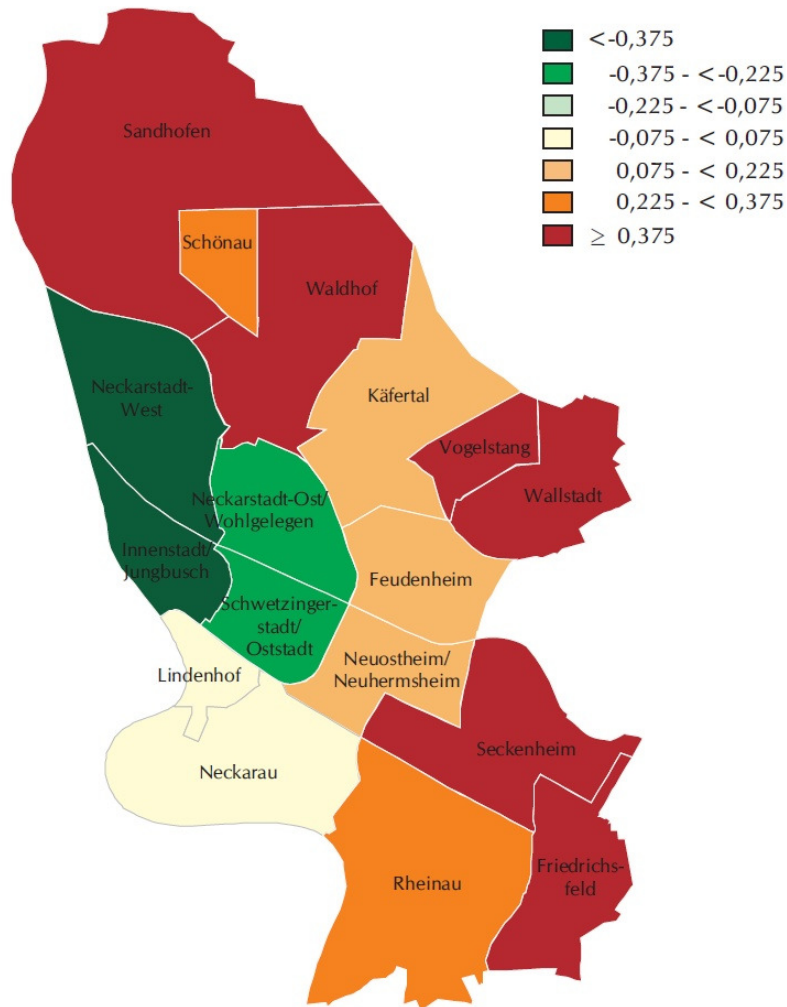 <-0,375
-0,375 - <-0,225
-0,225 - <-0,075
-0,075 - < 0,075
0,075 - < 0,225
0,225 - < 0,375
≥ 0,375
Sandhofen
Schönau
Waldhof
Neckarstadt-
West
Käfertal
Vogelstang
Wallstadt
Neckarstadt-Ost/
Wohlgelegen
Innenstadt/
Jungbusch
Feudenheim
Schwetzinger-
stadt/
Oststadt
Neuostheim/
Neuhermsheim
Lindenhof
Seckenheim
Neckarau
Friedrichs-
feld
Rheinau